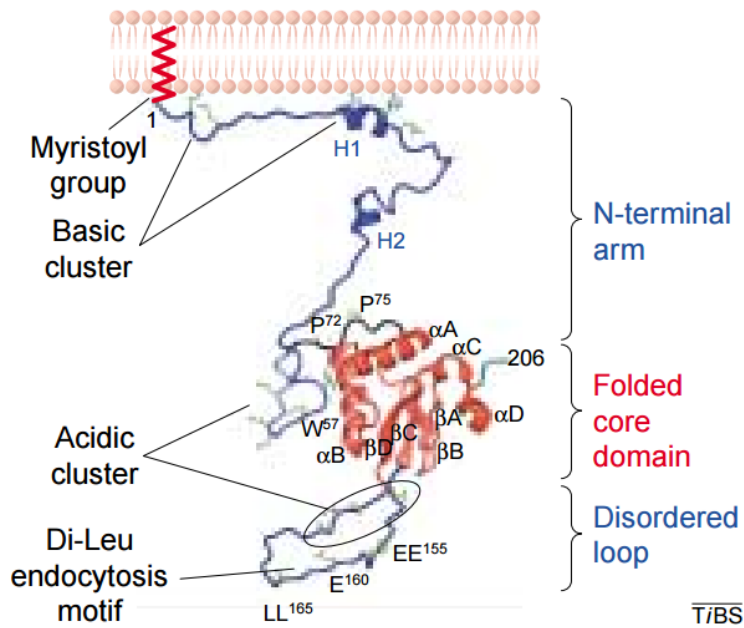 1
Myristoyl
group
H1
Basic
cluster
H2
N-terminal
arm
P75
P72
αA
αC
206
Folded
core
domain
W57
αB
βD
βC
βA
βB
αD
Acidic
cluster
Disordered
loop
Di-Leu
endocytosis
motif
EE155
E160
LL165
TiBS